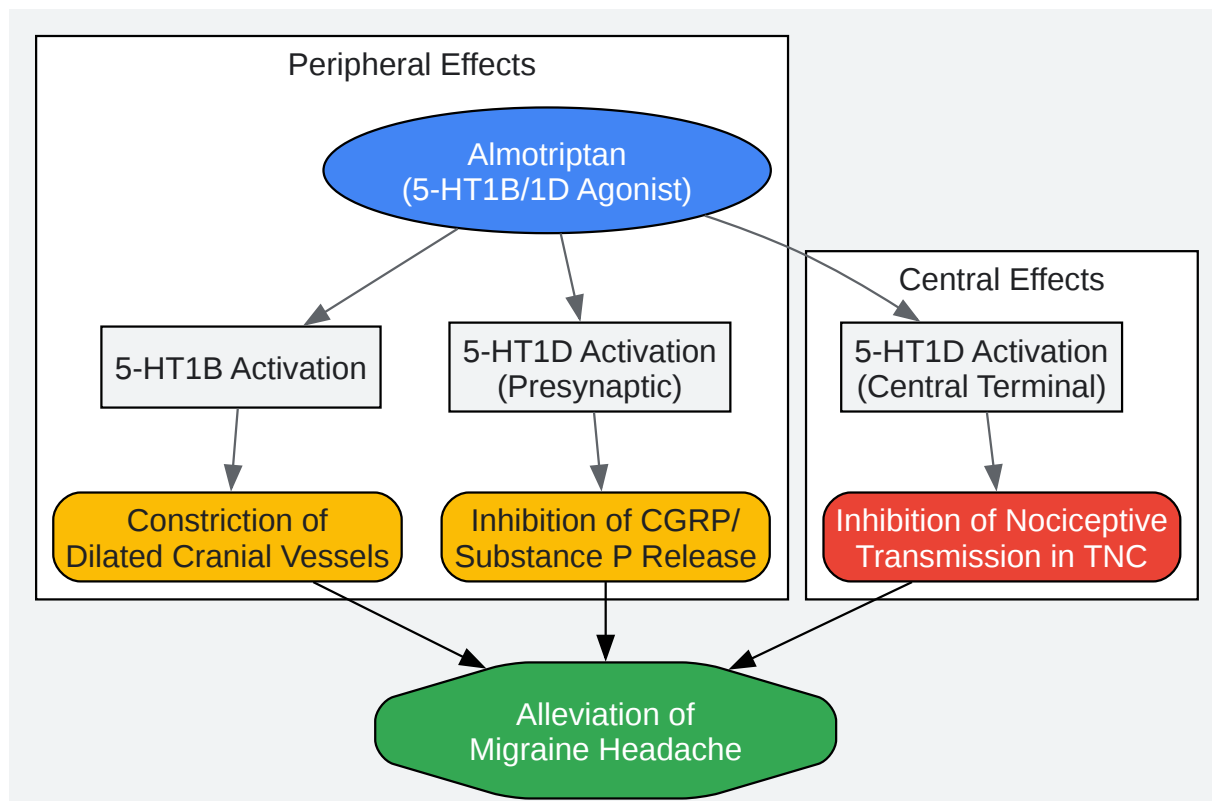 Peripheral Effects
Almotriptan
(5-HT1B/1D Agonist)
Central Effects
5-HT1B Activation
5-HT1D Activation
(Presynaptic)
5-HT1D Activation
(Central Terminal)
Constriction of
Dilated Cranial Vessels
Inhibition of CGRP/
Substance P Release
Inhibition of Nociceptive
Transmission in TNC
Alleviation of
Migraine Headache